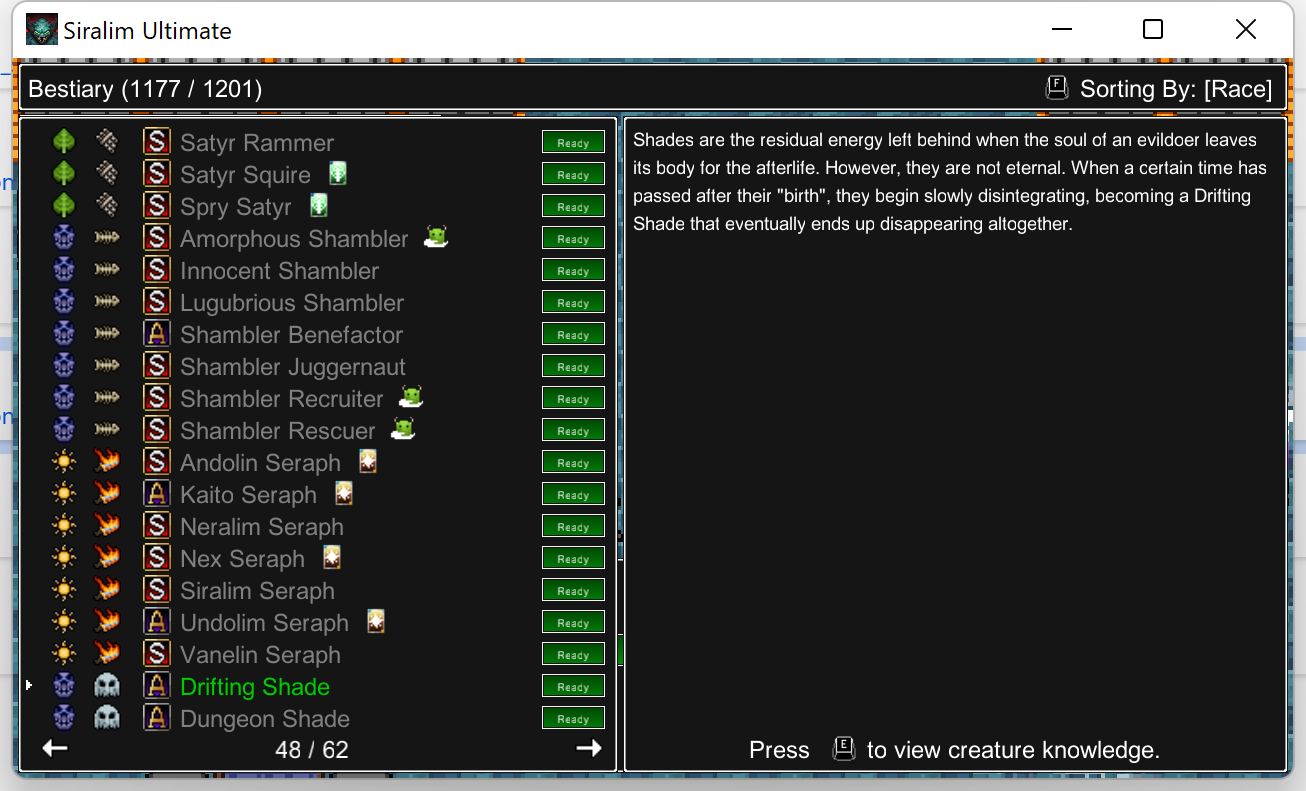 Siralim Ultimate
Bestiary (1177 / 1201)
F Sorting By: [Race]
S Satyr Rammer Ready
S Satyr Squire Ready
S Spry Satyr Ready
S Amorphous Shambler Ready
S Innocent Shambler Ready
S Lugubrious Shambler Ready
A Shambler Benefactor Ready
S Shambler Juggernaut Ready
S Shambler Recruiter Ready
S Shambler Rescuer Ready
S Andolin Seraph Ready
A Kaito Seraph Ready
S Neralim Seraph Ready
S Nex Seraph Ready
S Siralim Seraph Ready
A Undolim Seraph Ready
S Vanelin Seraph Ready
A Drifting Shade Ready
A Dungeon Shade Ready
48 / 62
Shades are the residual energy left behind when the soul of an evildoer leaves
its body for the afterlife. However, they are not eternal. When a certain time has
passed after their "birth", they begin slowly disintegrating, becoming a Drifting
Shade that eventually ends up disappearing altogether.
Press E to view creature knowledge.